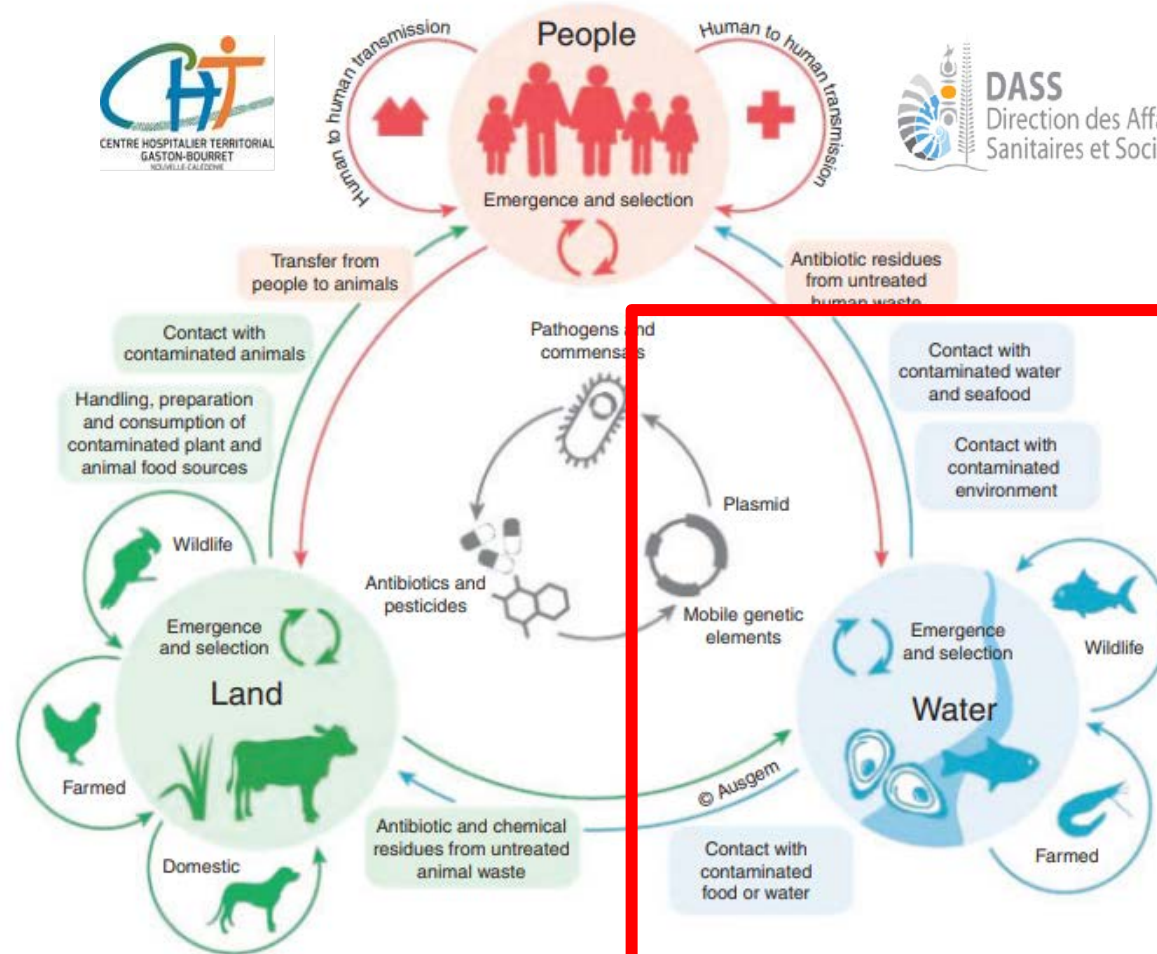 CHT
CENTRE HOSPITALIER TERRITORIAL
GASTON-BOURRET
NOUVELLE-CALÉDONIE
Human to human transmission
People
Human to human transmission
DASS
Direction des Affa
Sanitaires et Soci
Emergence and selection
Transfer from
people to animals
Antibiotic residues
from untreated
human waste
Contact with
contaminated animals
Pathogens and
commensals
Contact with
contaminated water
and seafood
Handling, preparation
and consumption of
contaminated plant and
animal food sources
Contact with
contaminated
environment
Plasmid
Wildlife
Antibiotics and
pesticides
Mobile genetic
elements
Emergence
and selection
Land
Emergence
and selection
Wildlife
Water
Farmed
© Ausgem
Antibiotic and chemical
residues from untreated
animal waste
Contact with
contaminated
food or water
Farmed
Domestic